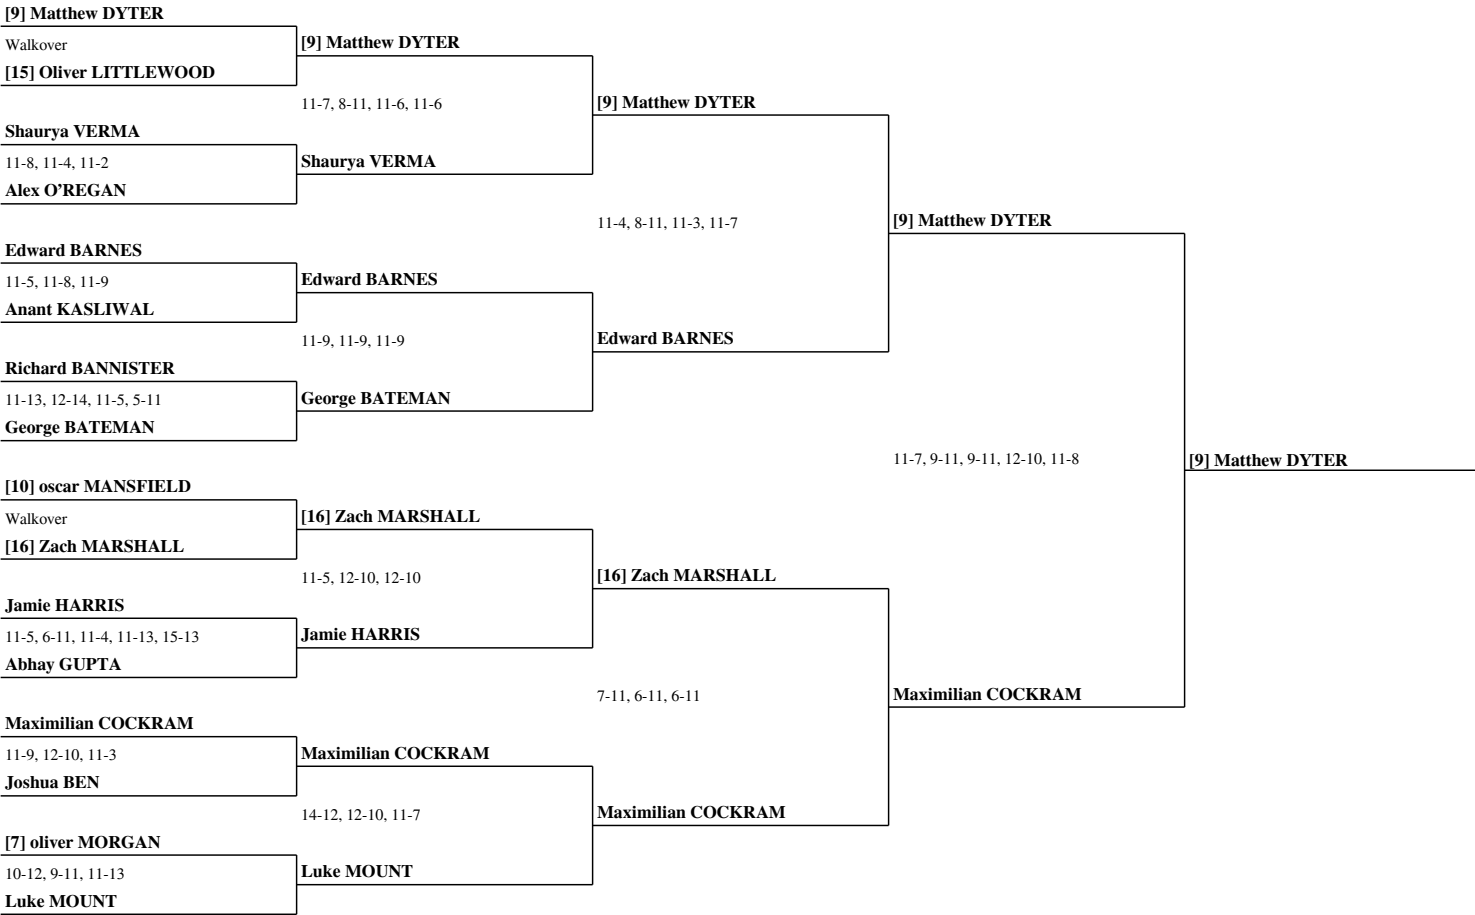 [9] Matthew DYTER
Walkover
[15] Oliver LITTLEWOOD
Shaurya VERMA
11-8, 11-4, 11-2
Alex O’REGAN
Edward BARNES
11-5, 11-8, 11-9
Anant KASLIWAL
Richard BANNISTER
11-13, 12-14, 11-5, 5-11
George BATEMAN
[10] oscar MANSFIELD
Walkover
[16] Zach MARSHALL
Jamie HARRIS
11-5, 6-11, 11-4, 11-13, 15-13
Abhay GUPTA
Maximilian COCKRAM
11-9, 12-10, 11-3
Joshua BEN
[7] oliver MORGAN
10-12, 9-11, 11-13
Luke MOUNT
[9] Matthew DYTER
11-7, 8-11, 11-6, 11-6
Shaurya VERMA
Edward BARNES
11-9, 11-9, 11-9
George BATEMAN
[16] Zach MARSHALL
11-5, 12-10, 12-10
Jamie HARRIS
Maximilian COCKRAM
14-12, 12-10, 11-7
Luke MOUNT
[9] Matthew DYTER
11-4, 8-11, 11-3, 11-7
Edward BARNES
[16] Zach MARSHALL
7-11, 6-11, 6-11
Maximilian COCKRAM
[9] Matthew DYTER
11-7, 9-11, 9-11, 12-10, 11-8
Maximilian COCKRAM
[9] Matthew DYTER